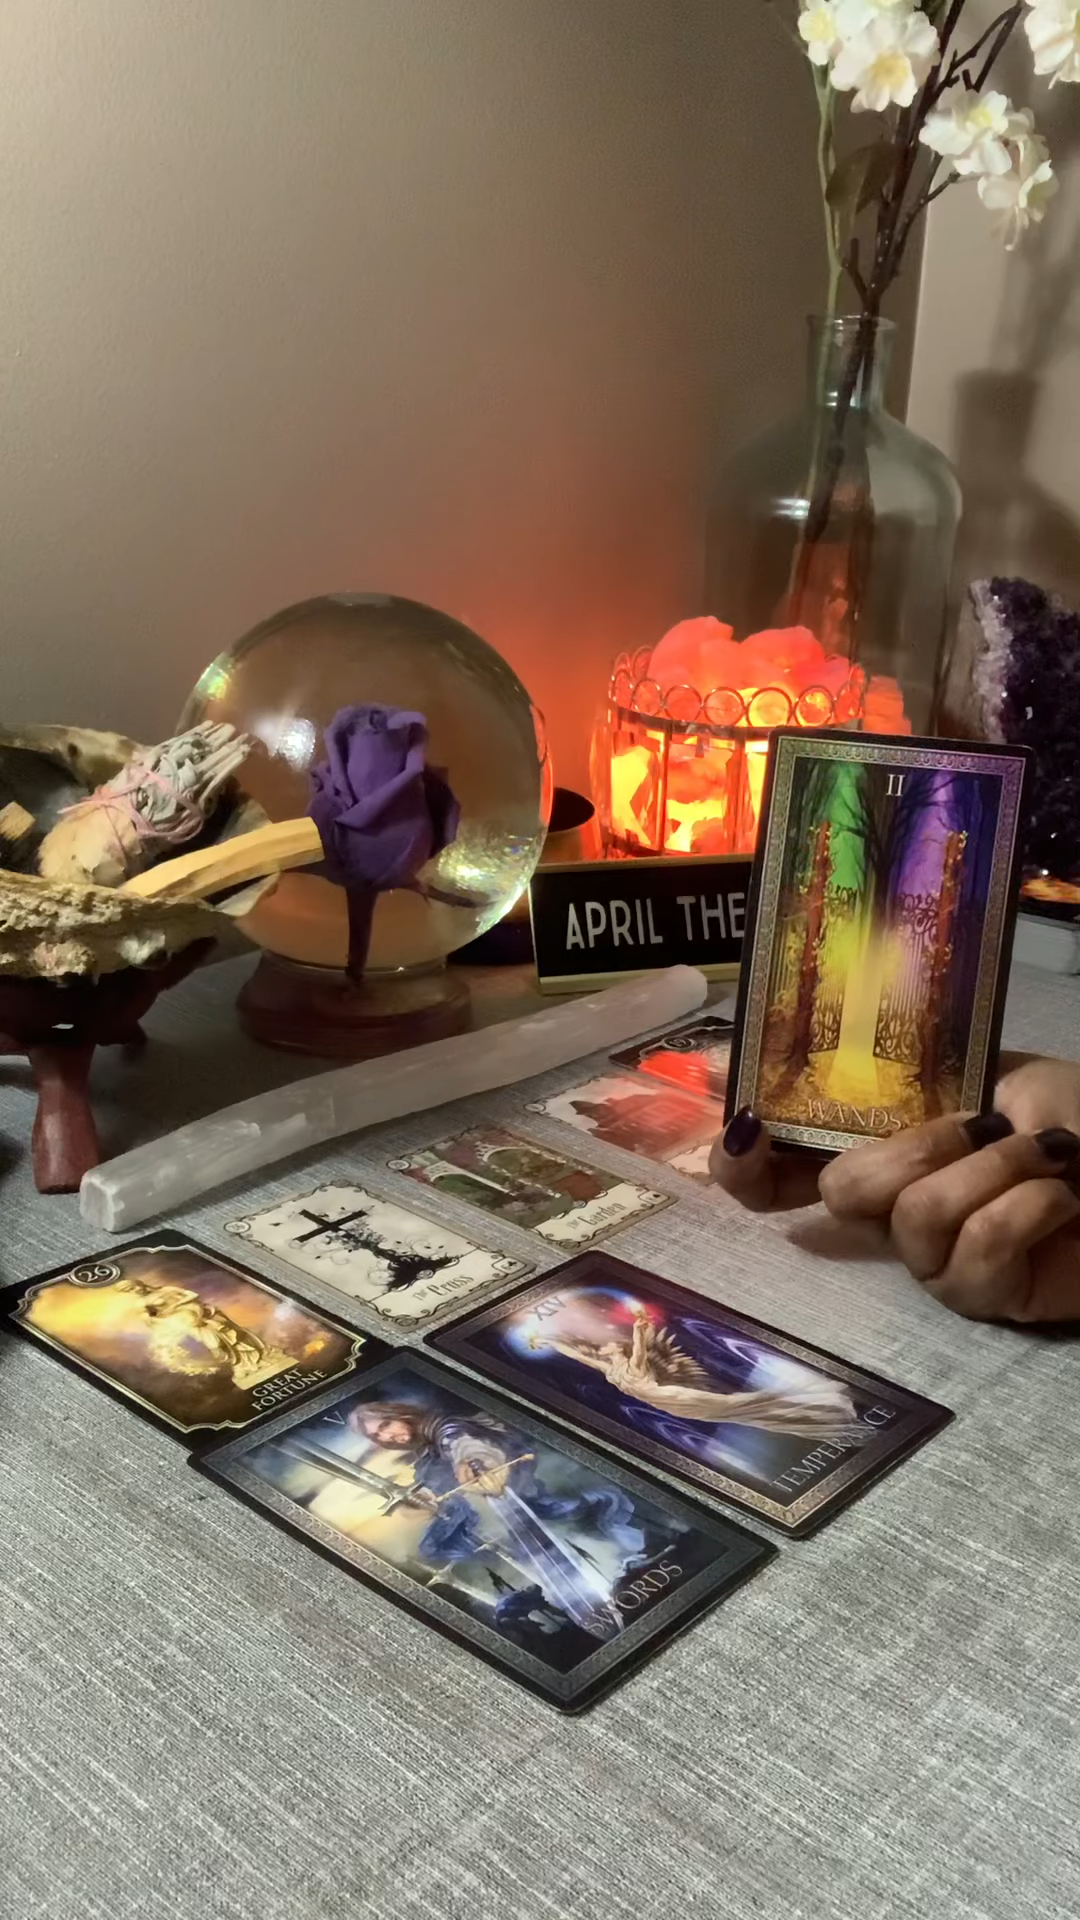 II
WANDS
APRIL THE
The Garden
The Cross
26
GREAT
FORTUNE
XIV
TEMPERANCE
V
SWORDS